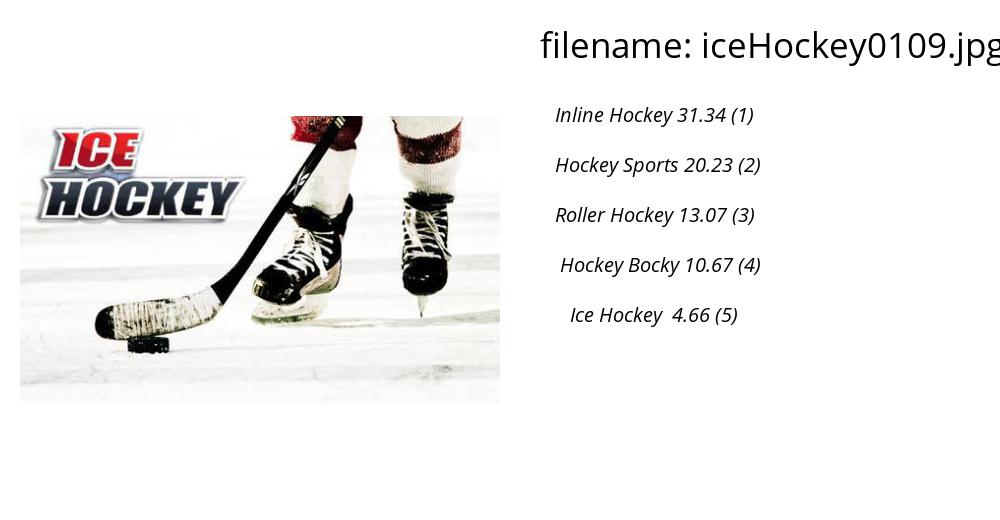 filename: iceHockey0109.jpg
ICE
HOCKEY
Inline Hockey 31.34 (1)
Hockey Sports 20.23 (2)
Roller Hockey 13.07 (3)
Hockey Bocky 10.67 (4)
Ice Hockey 4.66 (5)